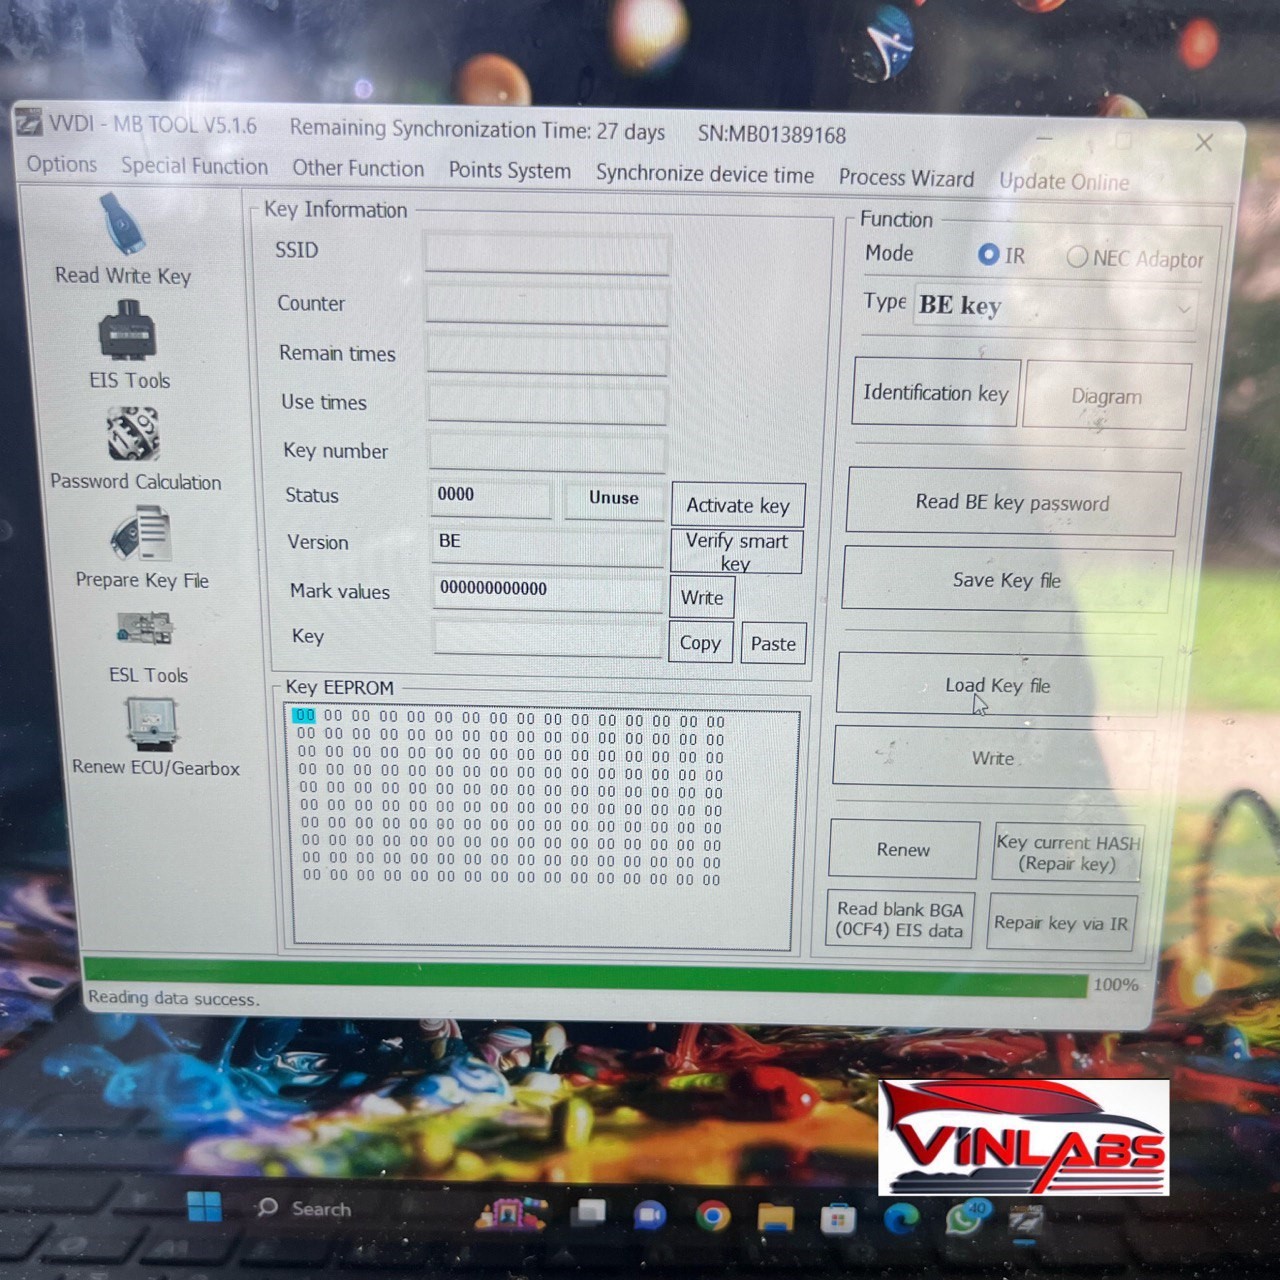 VVDI - MB TOOL V5.1.6 Remaining Synchronization Time: 27 days SN:MB01389168
Options Special Function Other Function Points System Synchronize device time Process Wizard Update Online
Read Write Key
EIS Tools
Password Calculation
Prepare Key File
ESL Tools
Renew ECU/Gearbox
Key Information
SSID
Counter
Remain times
Use times
Key number
Status 0000 Unuse Activate key
Version BE Verify smart key
Mark values 000000000000 Write
Key Copy Paste
Key EEPROM
00 00 00 00 00 00 00 00 00 00 00 00 00 00 00 00
00 00 00 00 00 00 00 00 00 00 00 00 00 00 00 00
00 00 00 00 00 00 00 00 00 00 00 00 00 00 00 00
00 00 00 00 00 00 00 00 00 00 00 00 00 00 00 00
00 00 00 00 00 00 00 00 00 00 00 00 00 00 00 00
00 00 00 00 00 00 00 00 00 00 00 00 00 00 00 00
00 00 00 00 00 00 00 00 00 00 00 00 00 00 00 00
00 00 00 00 00 00 00 00 00 00 00 00 00 00 00 00
00 00 00 00 00 00 00 00 00 00 00 00 00 00 00 00
00 00 00 00 00 00 00 00 00 00 00 00 00 00 00 00
Function
Mode IR NEC Adaptor
Type BE key
Identification key Diagram
Read BE key password
Save Key file
Load Key file
Write
Renew
Key current HASH
(Repair key)
Read blank BGA
(0CF4) EIS data
Repair key via IR
100%
Reading data success.
VINLABS
Search
40